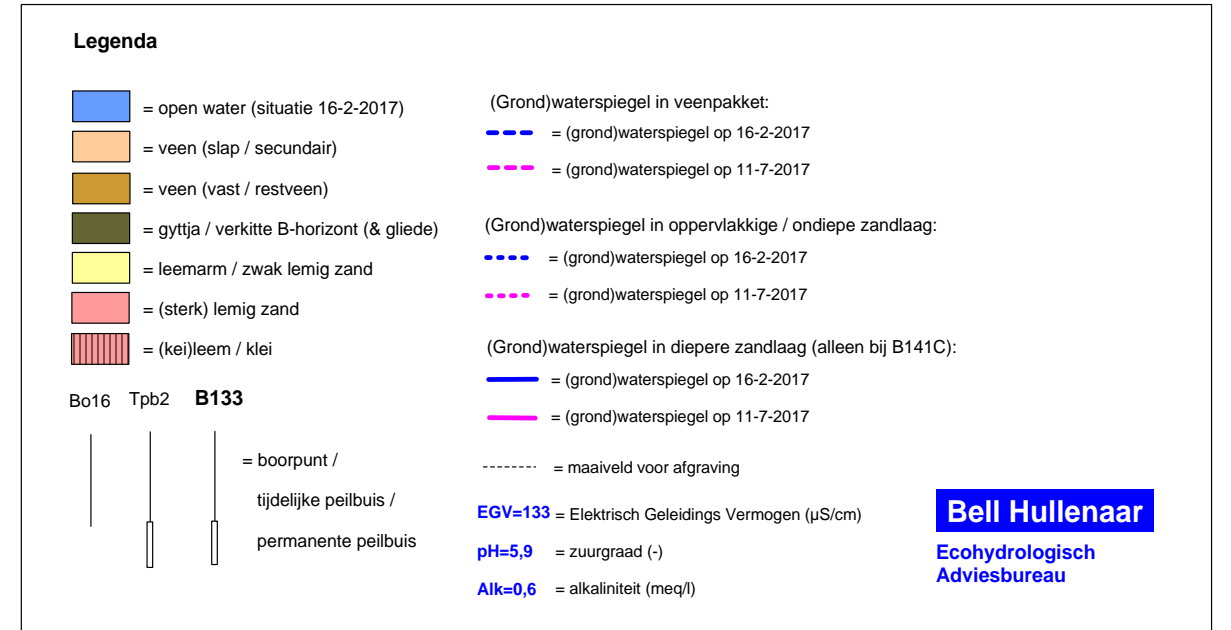 Legenda
= open water (situatie 16-2-2017)
= veen (slap / secundair)
= veen (vast / restveen)
= gyttja / verkitte B-horizont (& gliede)
= leemarm / zwak lemig zand
= (sterk) lemig zand
= (kei)leem / klei
Bo16 Tpb2 B133
= boorpunt /
tijdelijke peilbuis /
permanente peilbuis
(Grond)waterspiegel in veenpakket:
= (grond)waterspiegel op 16-2-2017
= (grond)waterspiegel op 11-7-2017
(Grond)waterspiegel in oppervlakkige / ondiepe zandlaag:
= (grond)waterspiegel op 16-2-2017
= (grond)waterspiegel op 11-7-2017
(Grond)waterspiegel in diepere zandlaag (alleen bij B141C):
= (grond)waterspiegel op 16-2-2017
= (grond)waterspiegel op 11-7-2017
= maaiveld voor afgraving
EGV=133 = Elektrisch Geleidings Vermogen (µS/cm)
pH=5,9 = zuurgraad (-)
Alk=0,6 = alkaliniteit (meq/l)
Bell Hullenaar
Ecohydrologisch
Adviesbureau